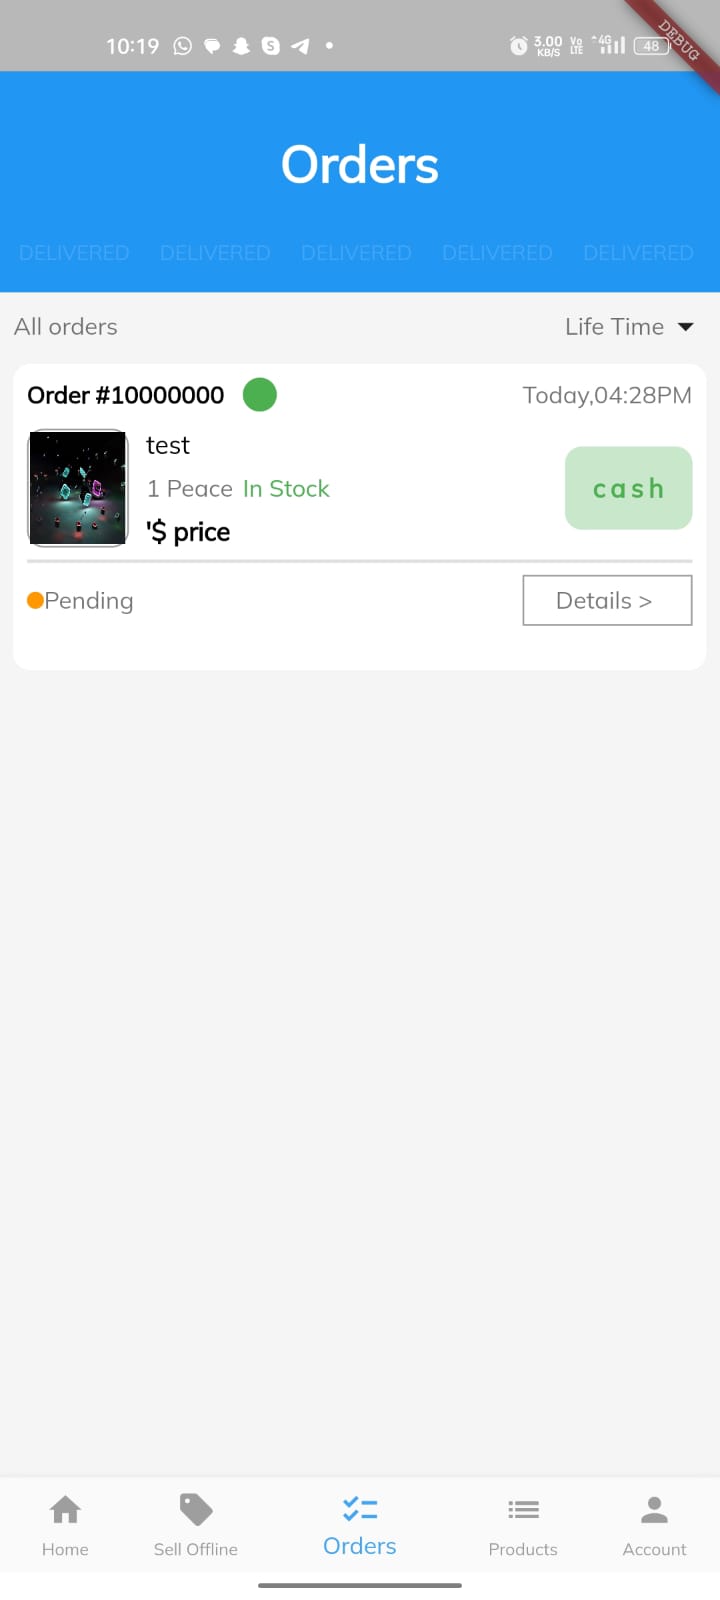 10:19 3.00 KB/S Vo LTE 4G 48
DEBUG
Orders
DELIVERED DELIVERED DELIVERED DELIVERED DELIVERED
All orders Life Time
Order #10000000 Today,04:28PM
test
1 Peace In Stock
cash
'$ price
Pending Details >
Home Sell Offline Orders Products Account